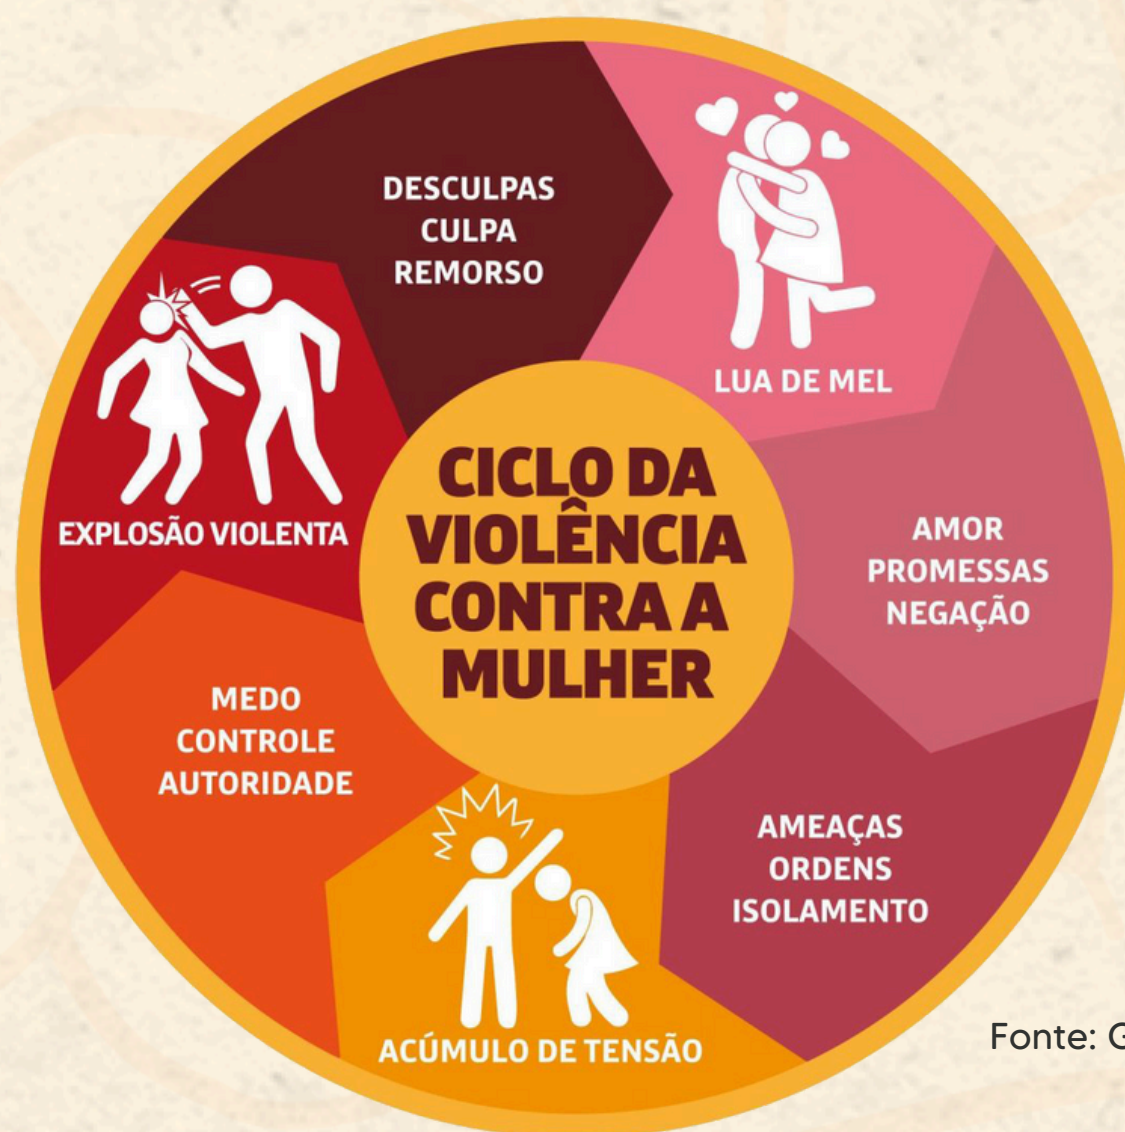 DESCULPAS
CULPA
REMORSO
LUA DE MEL
AMOR
PROMESSAS
NEGAÇÃO
AMEAÇAS
ORDENS
ISOLAMENTO
ACÚMULO DE TENSÃO
MEDO
CONTROLE
AUTORIDADE
EXPLOSÃO VIOLENTA
CICLO DA
VIOLÊNCIA
CONTRA A
MULHER
Fonte: